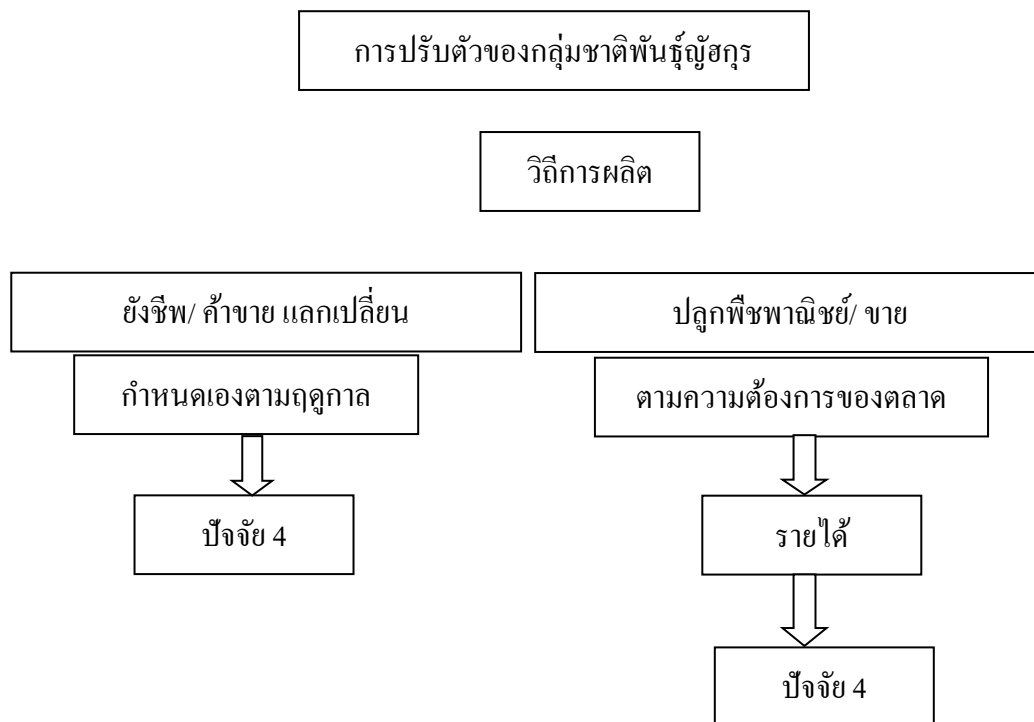 การปรับตัวของกลุ่มชาติพันธุ์ญัฮกุร
วิถีการผลิต
ยังชีพ/ ค้าขาย แลกเปลี่ยน
ปลูกพืชพาณิชย์/ ขาย
กำหนดเองตามฤดูกาล
ตามความต้องการของตลาด
ปัจจัย 4
รายได้
ปัจจัย 4